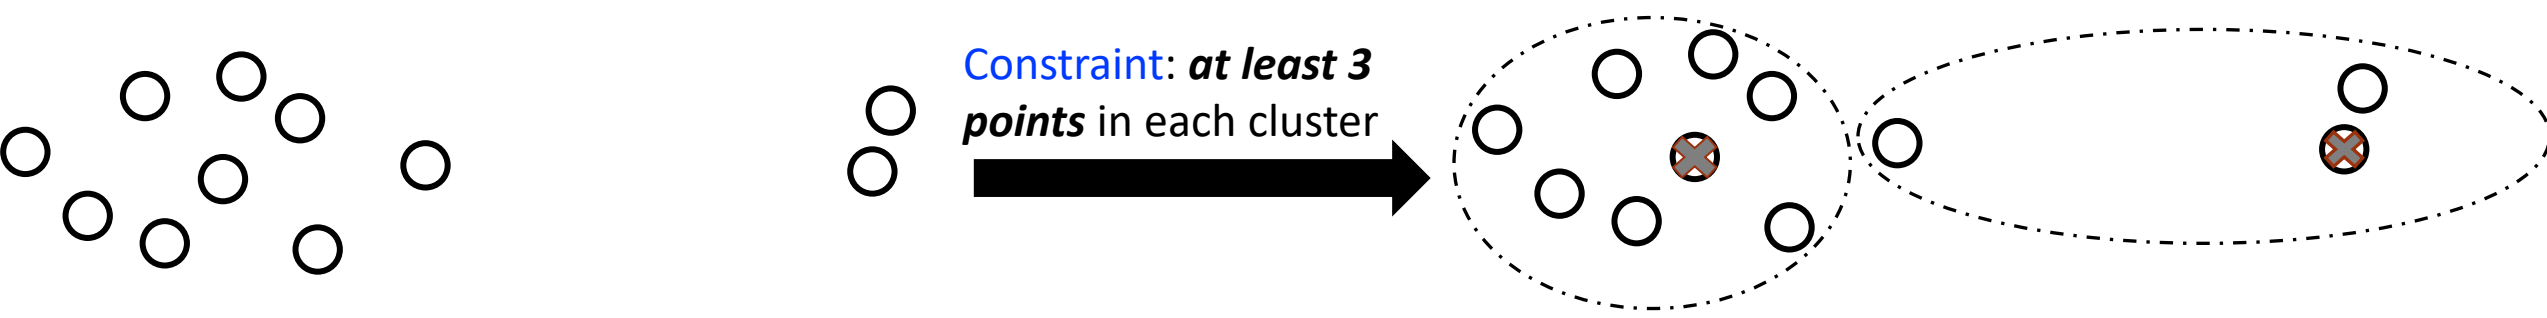 Constraint: at least 3
points in each cluster